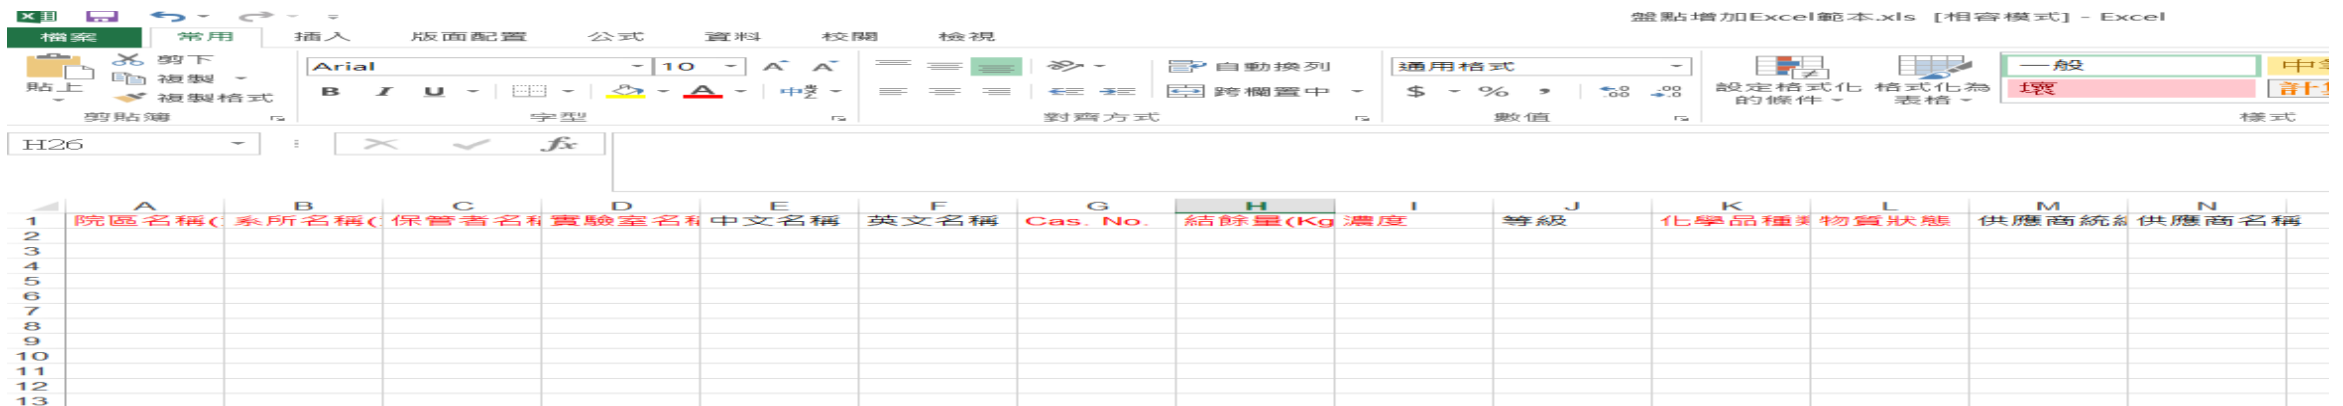 盤點增加Excel範本.xls [相容模式] - Excel
檔案 常用 插入 版面配置 公式 資料 校閱 檢視
剪下
Arial 10 自動換列 通用格式 一般
複製
貼上 設定格式化 格式化為
B I U 跨欄置中 $ % 壞
複製格式 的條件 表格
剪貼簿 字型 對齊方式 數值 樣式
H26 fx
A B C D E F G H I J K L M N
1 院區名稱( 系所名稱( 保管者名稱 實驗室名稱 中文名稱 英文名稱 Cas. No. 結餘量(Kg 濃度 等級 化學品種類 物質狀態 供應商統編 供應商名稱
2
3
4
5
6
7
8
9
10
11
12
13